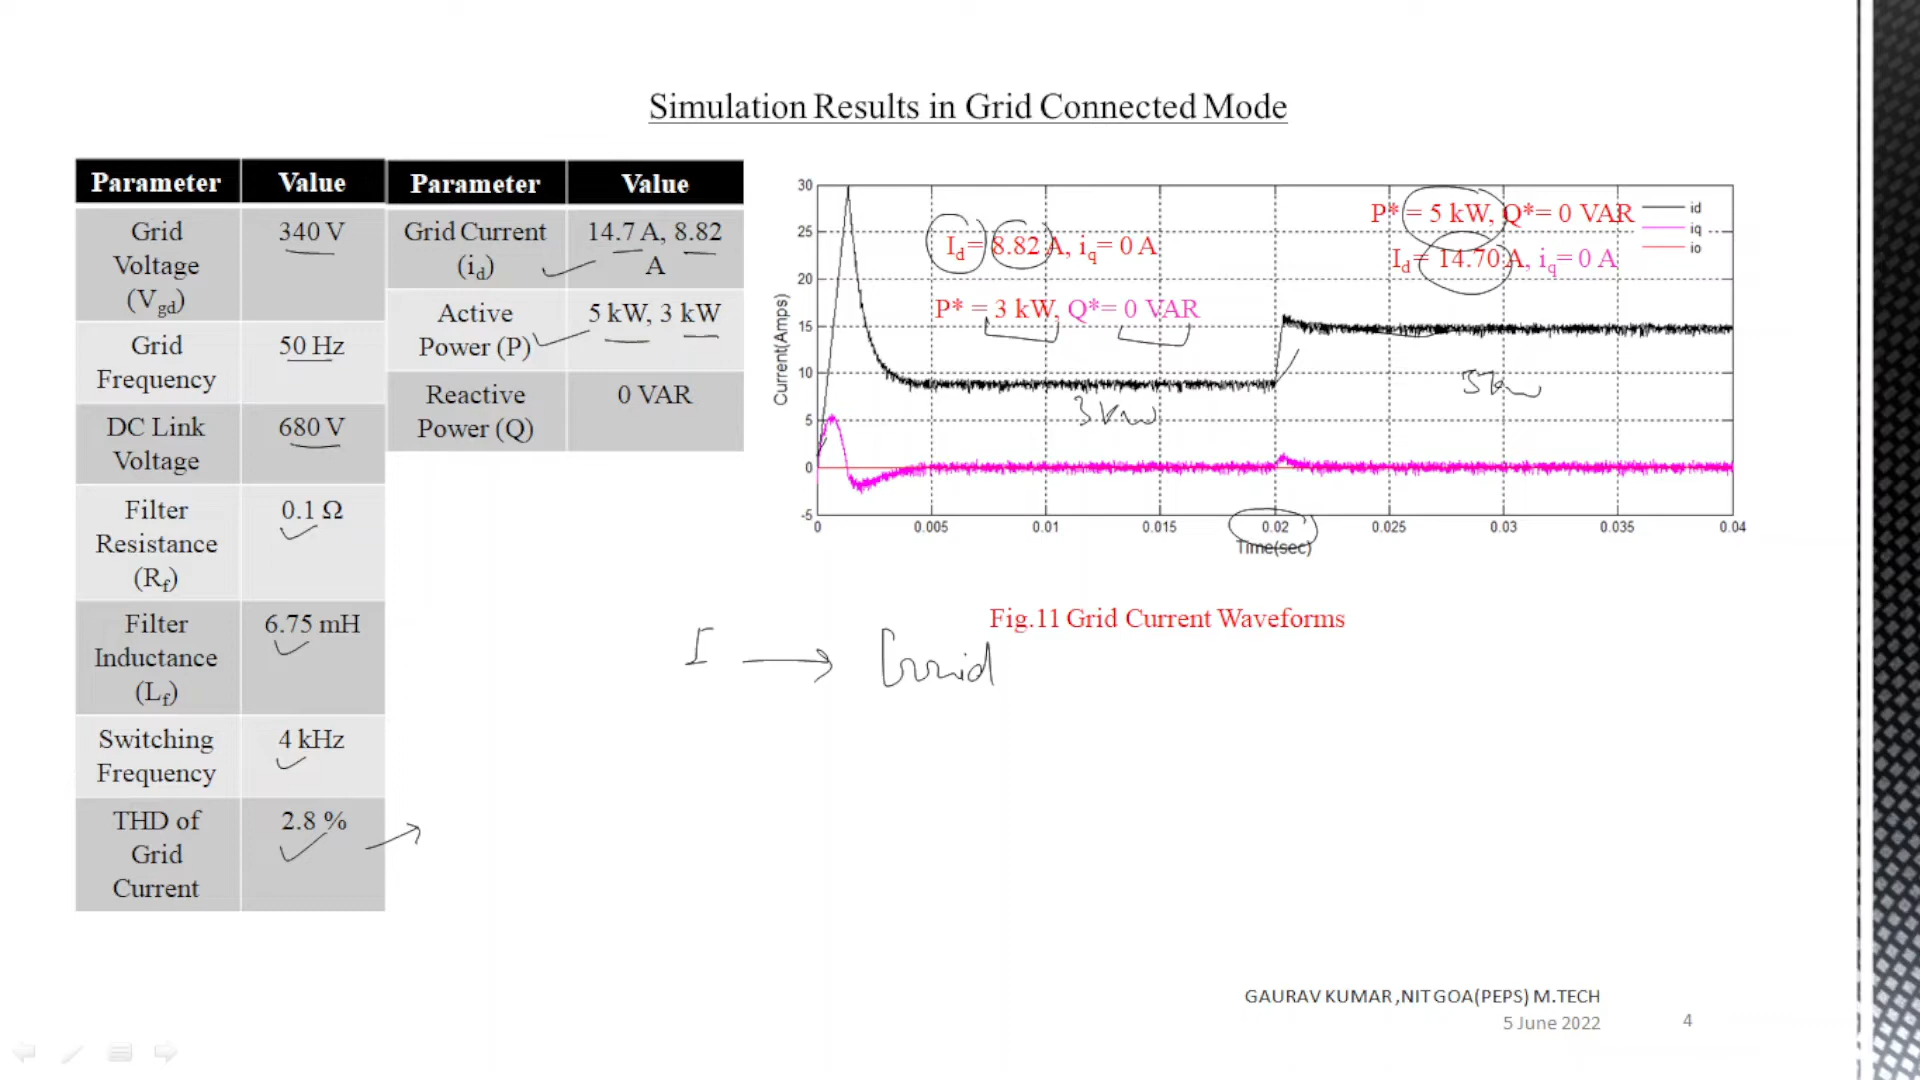 Simulation Results in Grid Connected Mode
Parameter Value
Grid Voltage (Vgd) 340 V
Grid Frequency 50 Hz
DC Link Voltage 680 V
Filter Resistance (Rf) 0.1 Ω
Filter Inductance (Lf) 6.75 mH
Switching Frequency 4 kHz
THD of Grid Current 2.8 %
Parameter Value
Grid Current (id) 14.7 A, 8.82 A
Active Power (P) 5 kW, 3 kW
Reactive Power (Q) 0 VAR
30
25
20
15
10
5
0
-5
Current(Amps)
Id= 8.82 A, iq= 0 A
P* = 3 kW, Q*= 0 VAR
P* = 5 kW, Q*= 0 VAR
Id= 14.70 A, iq= 0 A
id
iq
io
3 kw
5kw
0 0.005 0.01 0.015 0.02 0.025 0.03 0.035 0.04
Time(sec)
Fig.11 Grid Current Waveforms
I → Grid
GAURAV KUMAR ,NIT GOA(PEPS) M.TECH
5 June 2022
4